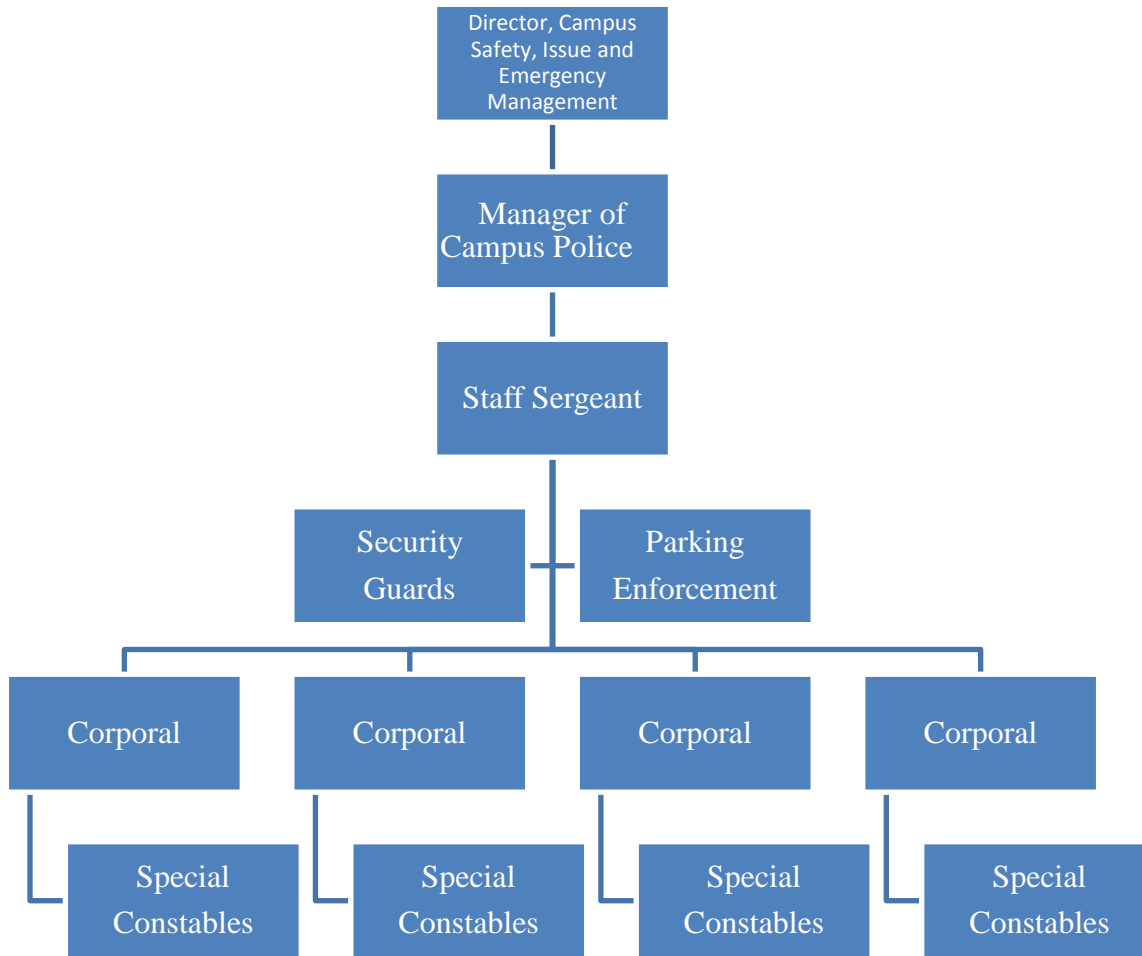 Director, Campus
Safety, Issue and
Emergency
Management
Manager of
Campus Police
Staff Sergeant
Security
Guards
Parking
Enforcement
Corporal
Corporal
Corporal
Corporal
Special
Constables
Special
Constables
Special
Constables
Special
Constables